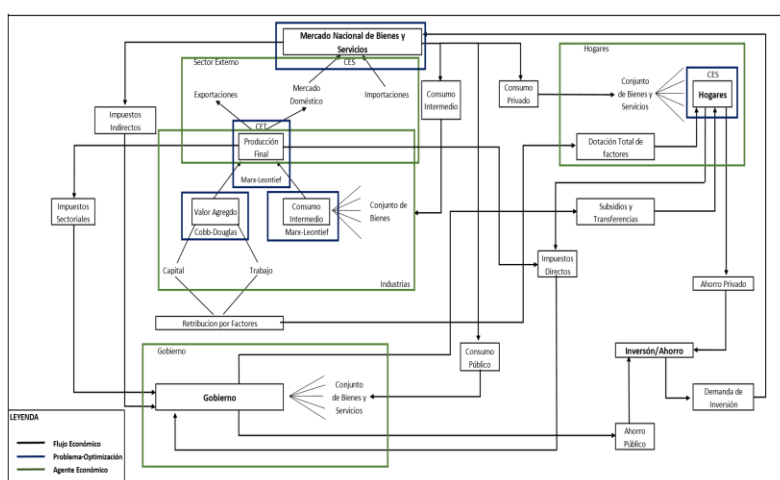 Mercado Nacional de Bienes y
Servicios
CES
Sector Externo
Exportaciones
Mercado
Doméstico
Importaciones
Consumo
Intermedio
Consumo
Privado
Hogares
Conjunto
de Bienes y
Servicios
CES
Hogares
Dotación Total de
factores
Impuestos
Indirectos
CET
Producción
Final
Marx-Leontief
Impuestos
Sectoriales
Valor Agregdo
Cobb-Douglas
Consumo
Intermedio
Marx-Leontief
Conjunto de
Bienes
Subsidios y
Transferencias
Capital
Trabajo
Industrias
Impuestos
Directos
Ahorro Privado
Retribucion por Factores
Gobierno
Gobierno
Conjunto
de Bienes y
Servicios
Consumo
Público
Inversón/Ahorro
Demanda de
Inversión
Ahorro
Público
LEYENDA
Flujo Económico
Problema-Optimización
Agente Económico